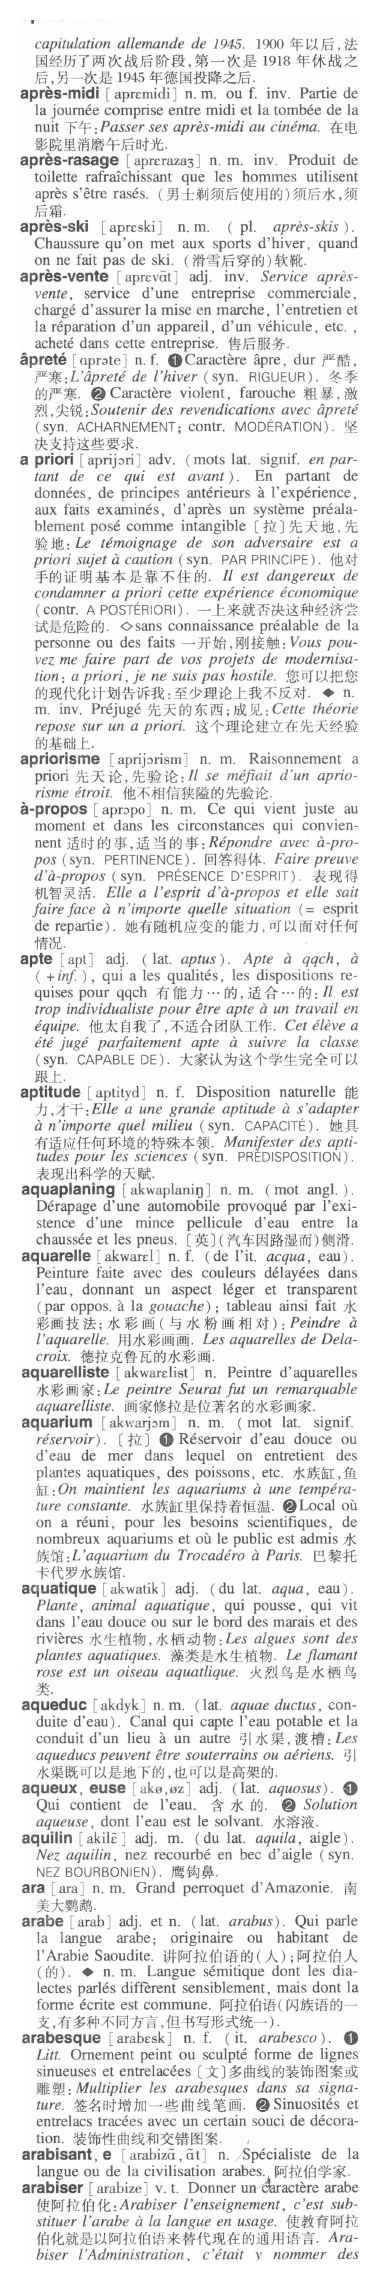 capitulation allemande de 1945. 1900 年以后,法
国经历了两次战后阶段,第一次是 1918 年休战之
后,另一次是 1945 年德国投降之后.
après-midi [apʀɛmidi] n. m. ou f. inv. Partie de
la journée comprise entre midi et la tombée de la
nuit 下午:Passer ses après-midi au cinéma. 在电
影院里消磨午后时光.
après-rasage [apʀɛʀazaʒ] n. m. inv. Produit de
toilette rafraîchissant que les hommes utilisent
après s'être rasés. (男士剃须后使用的)须后水,须
后霜.
après-ski [apʀɛski] n. m. ( pl. après-skis ).
Chaussure qu'on met aux sports d'hiver, quand
on ne fait pas de ski. (滑雪后穿的)软靴.
après-vente [apʀɛvɑ̃t] adj. inv. Service après-
vente, service d'une entreprise commerciale,
chargé d'assurer la mise en marche, l'entretien et
la réparation d'un appareil, d'un véhicule, etc. ,
acheté dans cette entreprise. 售后服务.
âpreté [ɑpʀəte] n. f. ❶Caractère âpre, dur 严酷,
严寒:L'âpreté de l'hiver (syn. RIGUEUR). 冬季
的严寒. ❷ Caractère violent, farouche 粗暴,激
烈,尖锐:Soutenir des revendications avec âpreté
(syn. ACHARNEMENT; contr. MODÉRATION). 坚
决支持这些要求.
a priori [apʀijɔʀi] adv. (mots lat. signif. en par-
tant de ce qui est avant ). En partant de
données, de principes antérieurs à l'expérience,
aux faits examinés, d'après un système préala-
blement posé comme intangible [拉]先天地,先
验地: Le témoignage de son adversaire est a
priori sujet à caution (syn. PAR PRINCIPE). 他对
手的证明基本是靠不住的. Il est dangereux de
condamner a priori cette expérience économique
(contr. A POSTÉRIORI). 一上来就否决这种经济尝
试是危险的. ◇sans connaissance préalable de la
personne ou des faits 一开始,刚接触:Vous pou-
vez me faire part de vos projets de modernisa-
tion: a priori, je ne suis pas hostile. 您可以把您
的现代化计划告诉我:至少理论上我不反对. ◆ n.
m. inv. Préjugé 先天的东西;成见:Cette théorie
repose sur un a priori. 这个理论建立在先天经验
的基础上.
apriorisme [apʀijɔʀism] n. m. Raisonnement a
priori 先天论,先验论:Il se méfiait d'un aprio-
risme étroit. 他不相信狭隘的先验论.
à-propos [apʀɔpo] n. m. Ce qui vient juste au
moment et dans les circonstances qui convien-
nent 适时的事,适当的事:Répondre avec à-pro-
pos (syn. PERTINENCE). 回答得体. Faire preuve
d'à-propos (syn. PRÉSENCE D'ESPRIT). 表现得
机智灵活. Elle a l'esprit d'à-propos et elle sait
faire face à n'importe quelle situation (= esprit
de repartie). 她有随机应变的能力,可以面对任何
情况.
apte [apt] adj. (lat. aptus). Apte à qqch, à
( +inf. ), qui a les qualités, les dispositions re-
quises pour qqch 有能力…的,适合…的:Il est
trop individualiste pour être apte à un travail en
équipe. 他太自我了,不适合团队工作. Cet élève a
été jugé parfaitement apte à suivre la classe
(syn. CAPABLE DE). 大家认为这个学生完全可以
跟上.
aptitude [aptityd] n. f. Disposition naturelle 能
力,才干:Elle a une grande aptitude à s'adapter
à n'importe quel milieu (syn. CAPACITÉ). 她具
有适应任何环境的特殊本领. Manifester des apti-
tudes pour les sciences (syn. PRÉDISPOSITION).
表现出科学的天赋.
aquaplaning [akwaplaniŋ] n. m. (mot angl. ).
Dérapage d'une automobile provoqué par l'exi-
stence d'une mince pellicule d'eau entre la
chaussée et les pneus. [英](汽车因路湿而)侧滑.
aquarelle [akwaʀɛl] n. f. (de l'it. acqua, eau).
Peinture faite avec des couleurs délayées dans
l'eau, donnant un aspect léger et transparent
(par oppos. à la gouache); tableau ainsi fait 水
彩画技法;水彩画(与水粉画相对):Peindre à
l'aquarelle. 用水彩画画. Les aquarelles de Dela-
croix. 德拉克鲁瓦的水彩画.
aquarelliste [akwaʀɛlist] n. Peintre d'aquarelles
水彩画家:Le peintre Seurat fut un remarquable
aquarelliste. 画家修拉是位著名的水彩画家.
aquarium [akwaʀjɔm] n. m. ( mot lat. signif.
réservoir). [拉] ❶ Réservoir d'eau douce ou
d'eau de mer dans lequel on entretient des
plantes aquatiques, des poissons, etc. 水族缸,鱼
缸:On maintient les aquariums à une tempéra-
ture constante. 水族缸里保持着恒温. ❷Local où
on a réuni, pour les besoins scientifiques, de
nombreux aquariums et où le public est admis 水
族馆:L'aquarium du Trocadéro à Paris. 巴黎托
卡代罗水族馆.
aquatique [akwatik] adj. (du lat. aqua, eau).
Plante, animal aquatique, qui pousse, qui vit
dans l'eau douce ou sur le bord des marais et des
rivières 水生植物,水栖动物:Les algues sont des
plantes aquatiques. 藻类是水生植物. Le flamant
rose est un oiseau aquatlique. 火烈鸟是水栖鸟
类.
aqueduc [akdyk] n. m. (lat. aquae ductus, con-
duite d'eau). Canal qui capte l'eau potable et la
conduit d'un lieu à un autre 引水渠,渡槽:Les
aqueducs peuvent être souterrains ou aériens. 引
水渠既可以是地下的,也可以是高架的.
aqueux, euse [akø,øz] adj. (lat. aquosus). ❶
Qui contient de l'eau. 含水的. ❷ Solution
aqueuse, dont l'eau est le solvant. 水溶液.
aquilin [akilɛ̃] adj. m. (du lat. aquila, aigle).
Nez aquilin, nez recourbé en bec d'aigle (syn.
NEZ BOURBONIEN). 鹰钩鼻.
ara [aʀa] n. m. Grand perroquet d'Amazonie. 南
美大鹦鹉.
arabe [aʀab] adj. et n. (lat. arabus). Qui parle
la langue arabe; originaire ou habitant de
l'Arabie Saoudite. 讲阿拉伯语的(人);阿拉伯人
(的). ◆ n. m. Langue sémitique dont les dia-
lectes parlés diffèrent sensiblement, mais dont la
forme écrite est commune. 阿拉伯语(闪族语的一
支,有多种不同方言,但书写形式统一).
arabesque [aʀabɛsk] n. f. (it. arabesco). ❶
Litt. Ornement peint ou sculpté forme de lignes
sinueuses et entrelacées [文]多曲线的装饰图案或
雕塑: Multiplier les arabesques dans sa signa-
ture. 签名时增加一些曲线笔画. ❷Sinuosités et
entrelacs tracées avec un certain souci de décora-
tion. 装饰性曲线和交错图案.
arabisant, e [aʀabizɑ̃, ɑ̃t] n. Spécialiste de la
langue ou de la civilisation arabes. 阿拉伯学家.
arabiser [aʀabize] v. t. Donner un caractère arabe
使阿拉伯化:Arabiser l'enseignement, c'est sub-
stituer l'arabe à la langue en usage. 使教育阿拉
伯化就是以阿拉伯语来替代现在的通用语言. Ara-
biser l'Administration, c'était y nommer des